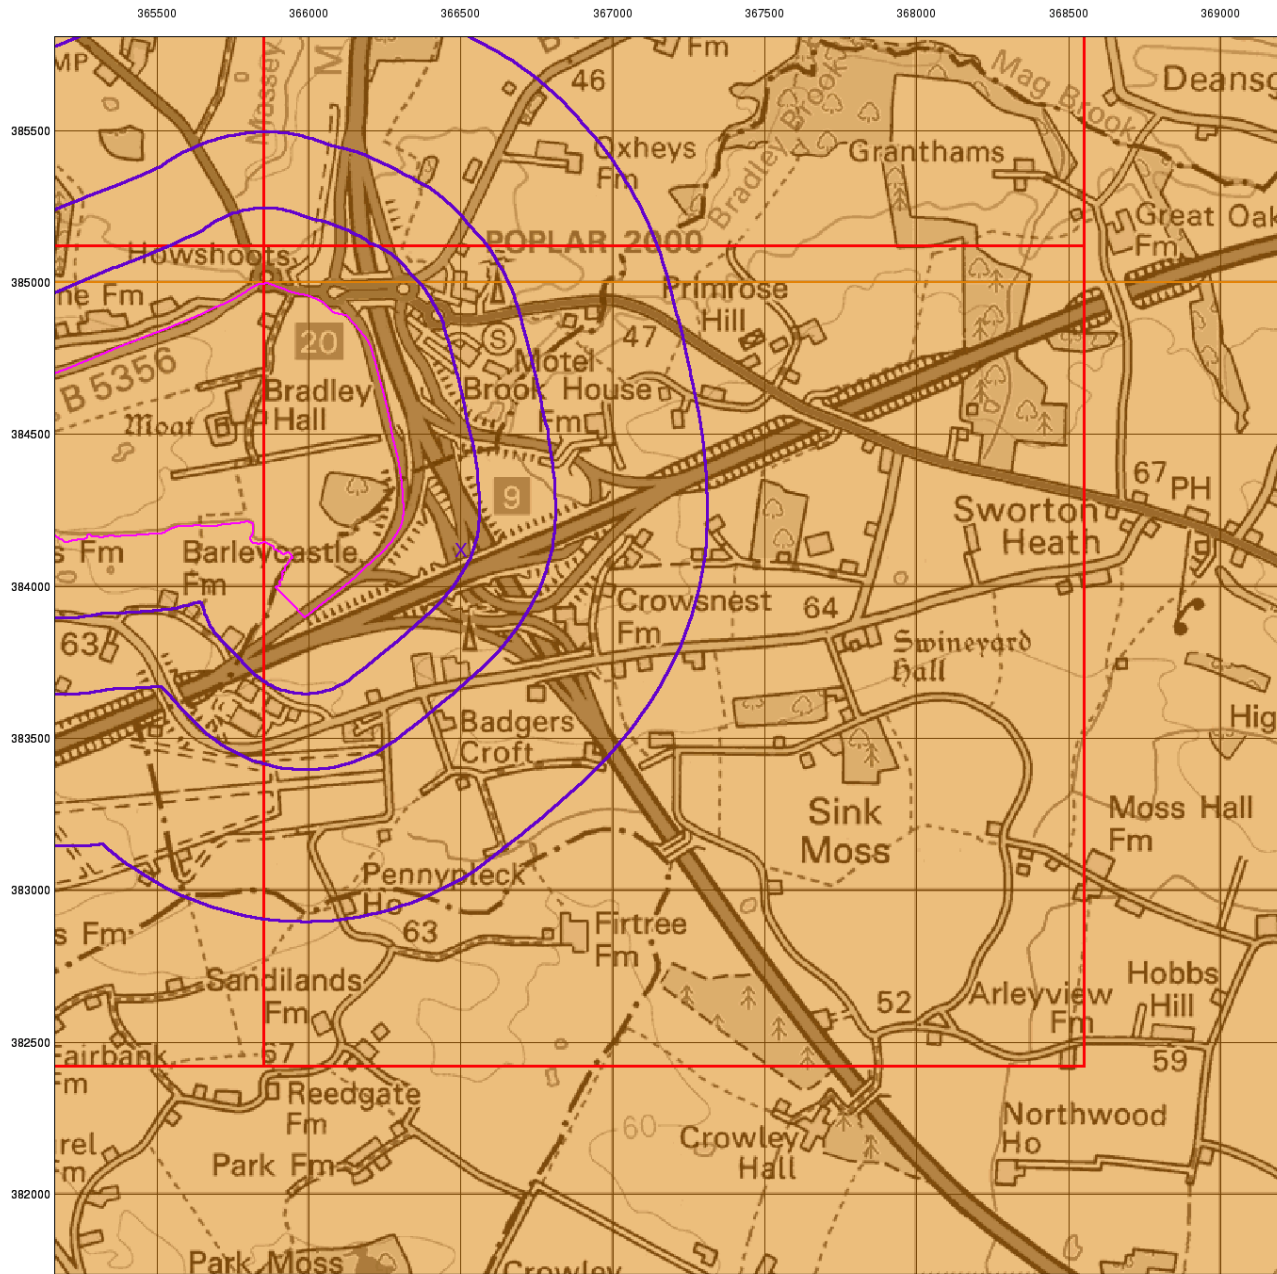 365500 366000 366500 367000 367500 368000 368500 369000
385500
385000
384500
384000
383500
383000
382500
382000
MP
Massey
M
46
Fm
Mag Brook
Deans
Oxheys
Fm
Bradley Brook
Granthams
Great Oak
Fm
Howshoots
POPLAR 2000
ne Fm
Primrose
Hill
20
47
S
Motel
B 5356
Bradley
Hall
Brook House
Fm
Moat
9
67
PH
Sworton
Heath
s Fm
Barleycastle
Fm
X
Crowsnest
Fm
64
63
Swineyard
Hall
Badgers
Croft
Hig
Sink
Moss
Moss Hall
Fm
Pennypleck
Ho
s Fm
63
Firtree
Fm
Sandilands
Fm
52
Arleyview
Fm
Hobbs
Hill
Fairbank
Fm
67
59
Reedgate
Fm
60
Crowley
Hall
Northwood
Ho
rel
Fm
Park Fm
Park Moss
Crowley